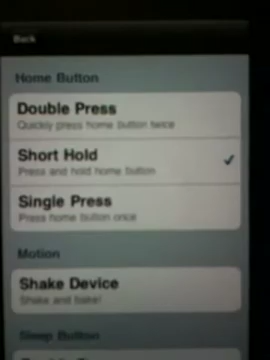 Back
Home Button
Double Press
Quickly press home button twice
Short Hold
Press and hold home button
Single Press
Press home button once
Motion
Shake Device
Shake and bake!
Sleep Button